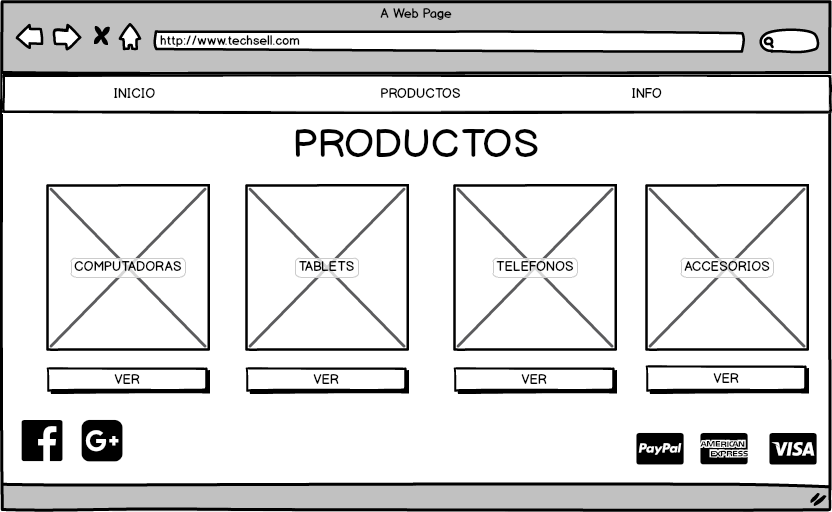 A Web Page
http://www.techsell.com
INICIO PRODUCTOS INFO
PRODUCTOS
COMPUTADORAS TABLETS TELEFONOS ACCESORIOS
VER VER VER VER
f G+ PayPal AMERICAN EXPRESS VISA